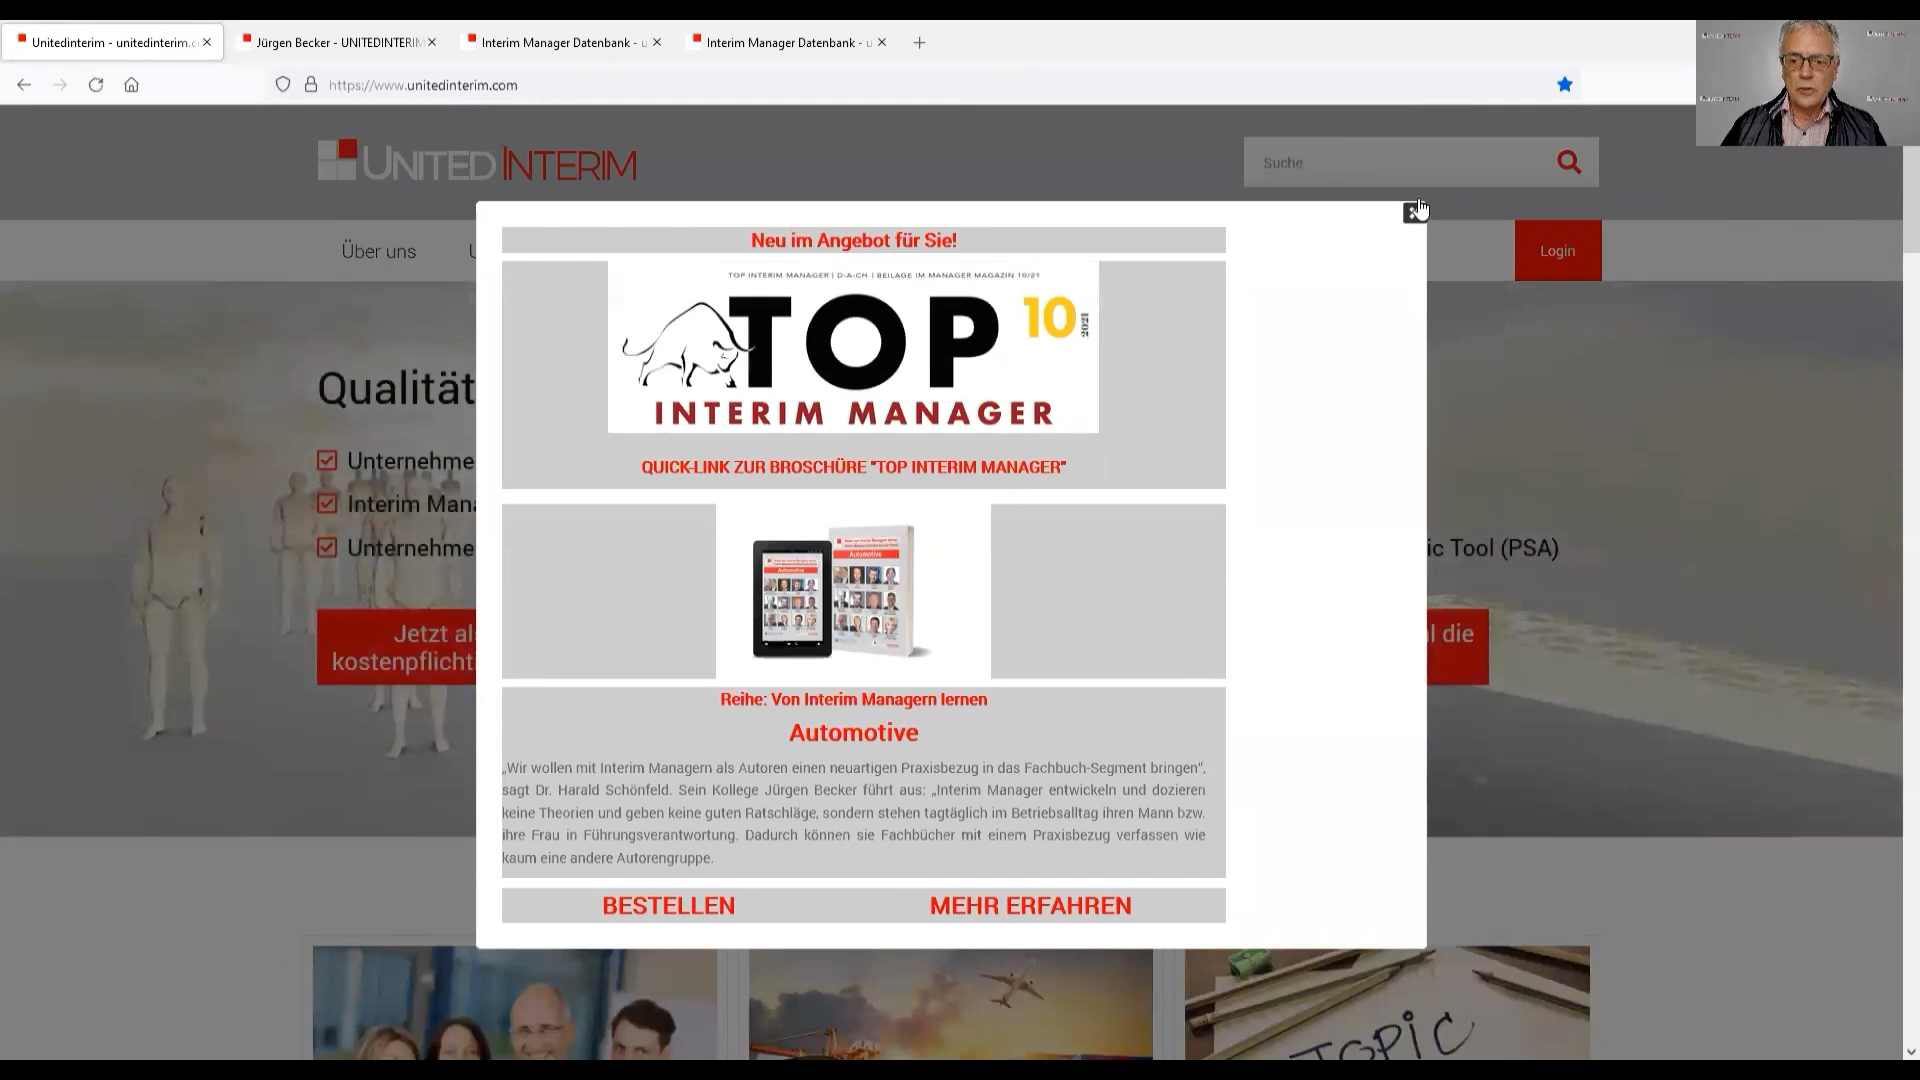 Unitedinterim - unitedinterim.c
Jürgen Becker - UNITEDINTERIM
Interim Manager Datenbank - u
Interim Manager Datenbank - u
https://www.unitedinterim.com
UNITEDINTERIM
Suche
Über uns
U
Login
Neu im Angebot für Sie!
TOP INTERIM MANAGER | D-A-CH | BEILAGE IM MANAGER MAGAZIN 10/21
TOP 10 2021
INTERIM MANAGER
QUICK-LINK ZUR BROSCHÜRE "TOP INTERIM MANAGER"
Qualität
Unternehme
Interim Mana
Unternehme
ic Tool (PSA)
Jetzt al
kostenpflichti
l die
Automotive
Automotive
Reihe: Von Interim Managern lernen
Automotive
„Wir wollen mit Interim Managern als Autoren einen neuartigen Praxisbezug in das Fachbuch-Segment bringen“,
sagt Dr. Harald Schönfeld. Sein Kollege Jürgen Becker führt aus: „Interim Manager entwickeln und dozieren
keine Theorien und geben keine guten Ratschläge, sondern stehen tagtäglich im Betriebsalltag ihren Mann bzw.
ihre Frau in Führungsverantwortung. Dadurch können sie Fachbücher mit einem Praxisbezug verfassen wie
kaum eine andere Autorengruppe.
BESTELLEN
MEHR ERFAHREN
TOPIC